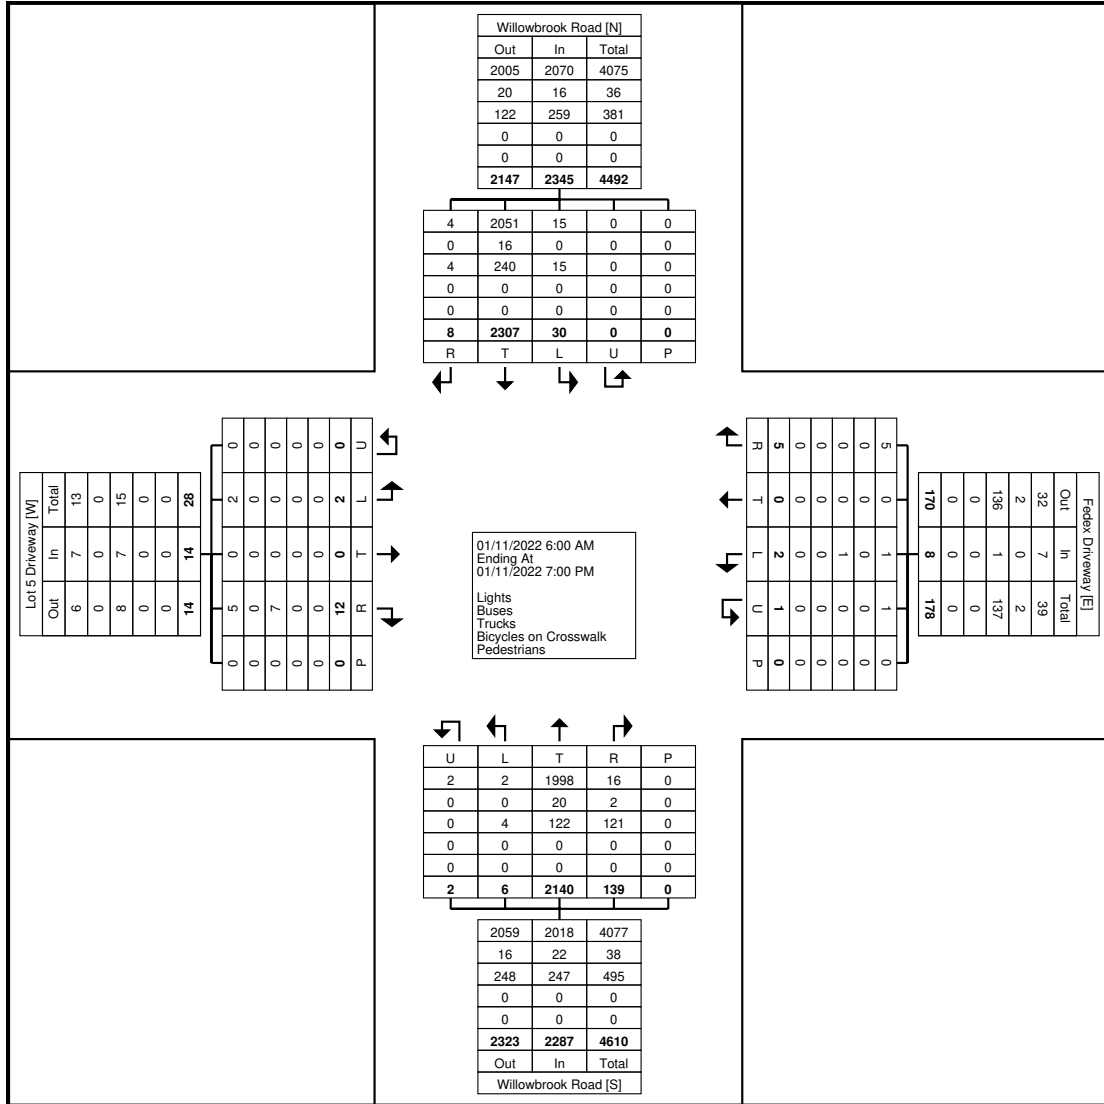 Willowbrook Road [N]
Out In Total
2005 2070 4075
20 16 36
122 259 381
0 0 0
0 0 0
2147 2345 4492
4 2051 15 0 0
0 16 0 0 0
4 240 15 0 0
0 0 0 0 0
0 0 0 0 0
8 2307 30 0 0
R T L U P
Lot 5 Driveway [W]
Total 13 0 15 0 0 28
In 7 0 7 0 0 14
Out 6 0 8 0 0 14
0 0 0 0 0 0 U
2 0 0 0 0 2 L
0 0 0 0 0 0 T
5 0 7 0 0 12 R
0 0 0 0 0 0 P
01/11/2022 6:00 AM
Ending At
01/11/2022 7:00 PM
Lights
Buses
Trucks
Bicycles on Crosswalk
Pedestrians
R 5 0 0 0 0 5
T 0 0 0 0 0 0
L 2 0 0 1 0 1
U 1 0 0 0 0 1
P 0 0 0 0 0 0
Fedex Driveway [E]
Out 32 2 136 0 0 170
In 7 0 1 0 0 8
Total 39 2 137 0 0 178
U L T R P
2 2 1998 16 0
0 0 20 2 0
0 4 122 121 0
0 0 0 0 0
0 0 0 0 0
2 6 2140 139 0
2059 2018 4077
16 22 38
248 247 495
0 0 0
0 0 0
2323 2287 4610
Out In Total
Willowbrook Road [S]